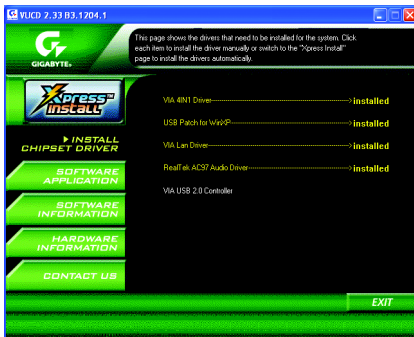 VUCD 2.33 B3.1204.1
GIGABYTE
This page shows the drivers that need to be installed for the system. Click
each item to install the driver manually or switch to the "Xpress Install"
page to install the drivers automatically.
Xpress™
INSTALL
INSTALL
CHIPSET DRIVER
SOFTWARE
APPLICATION
SOFTWARE
INFORMATION
HARDWARE
INFORMATION
CONTACT US
VIA 4IN1 Driver installed
USB Patch for WinXP installed
VIA Lan Driver installed
RealTek AC97 Audio Driver installed
VIA USB 2.0 Controller
EXIT